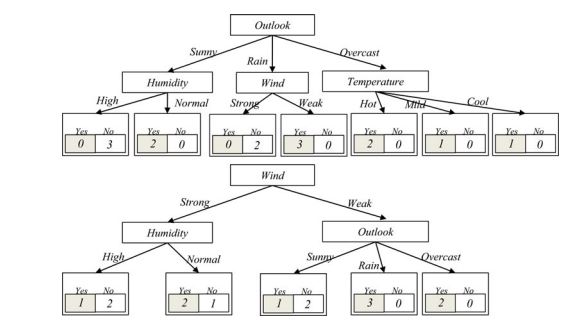 Outlook
Sunny Rain Overcast
Humidity Wind Temperature
High Normal Strong Weak Hot Mild Cool
Yes No Yes No Yes No Yes No Yes No Yes No Yes No
0 3 2 0 0 2 3 0 2 0 1 0 1 0
Wind
Strong Weak
Humidity Outlook
High Normal Sunny Rain Overcast
Yes No Yes No Yes No Yes No Yes No
1 2 2 1 1 2 3 0 2 0